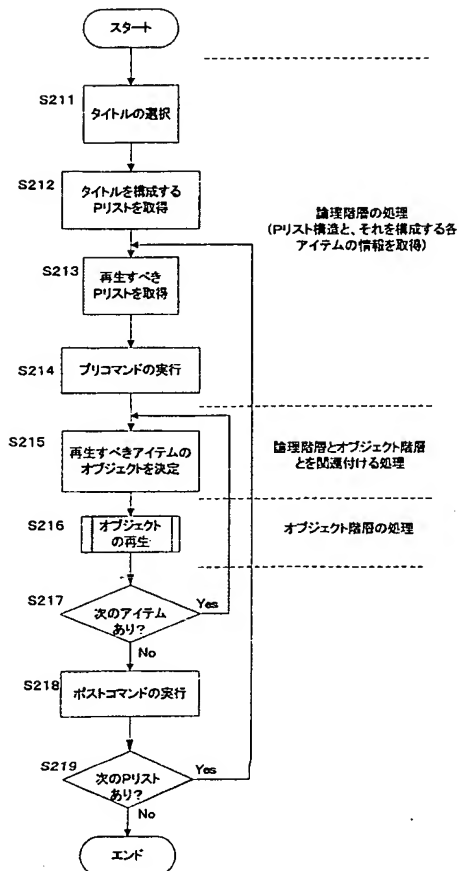 スタート
S211
タイトルの選択
S212
タイトルを構成する
Pリストを取得
論理階層の処理
(Pリスト構造と、それを構成する各
アイテムの情報を取得)
S213
再生すべき
Pリストを取得
S214
プリコマンドの実行
S215
再生すべきアイテムの
オブジェクトを決定
論理階層とオブジェクト階層
とを関連付ける処理
S216
オブジェクト
の再生
オブジェクト階層の処理
S217
次のアイテム
あり?
Yes
No
S218
ポストコマンドの実行
S219
次のPリスト
あり?
Yes
No
エンド